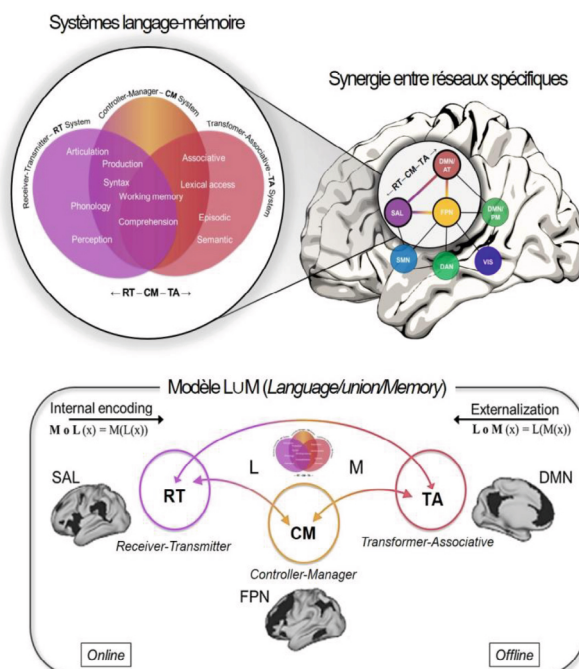 Systèmes langage-mémoire
Synergie entre réseaux spécifiques
Receiver-Transmitter – RT System
Controller-Manager – CM System
Transfomer-Associative – TA System
Articulation
Production
Syntax
Working memory
Phonology
Comprehension
Perception
Associative
Lexical access
Episodic
Semantic
← RT – CM – TA →
←RT–CM–TA→
DMN/
AT
SAL
FPN
DMN/
PM
SMN
DAN
VIS
Modèle L∪M (Language/union/Memory)
Internal encoding
M o L (x) = M(L(x))
Externalization
L o M (x) = L(M(x))
SAL
RT
L
M
TA
DMN
CM
Receiver-Transmitter
Transformer-Associative
Controller-Manager
FPN
Online
Offline